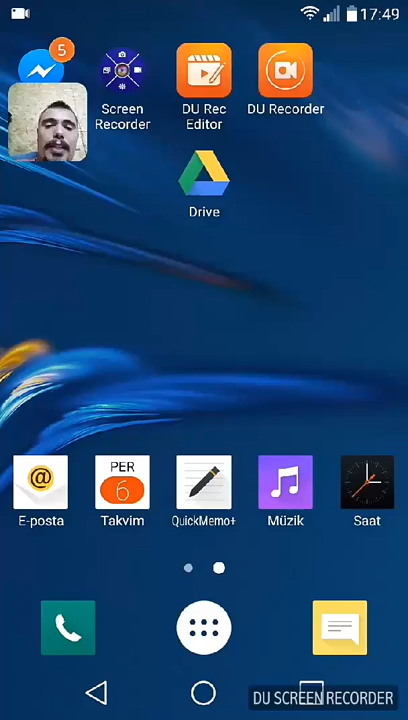 17:49
5
Screen
Recorder
DU Rec
Editor
DU Recorder
Drive
@
E-posta
PER
6
Takvim
QuickMemo+
Müzik
Saat
DU SCREEN RECORDER